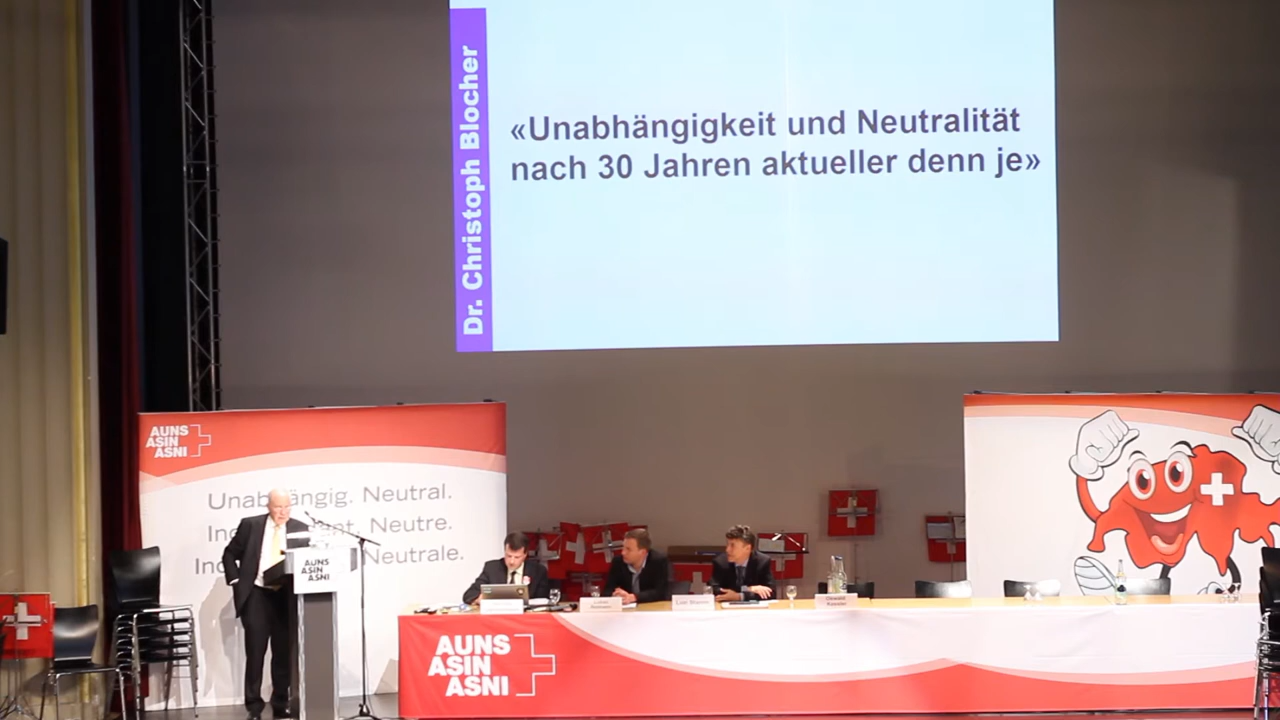 Dr. Christoph Blocher
«Unabhängigkeit und Neutralität
nach 30 Jahren aktueller denn je»
AUNS
ASIN
ASNI
Unabhängig. Neutral.
Neutre.
Neutrale.
AUNS
ASIN
ASNI
AUNS
ASIN
ASNI
Oswald